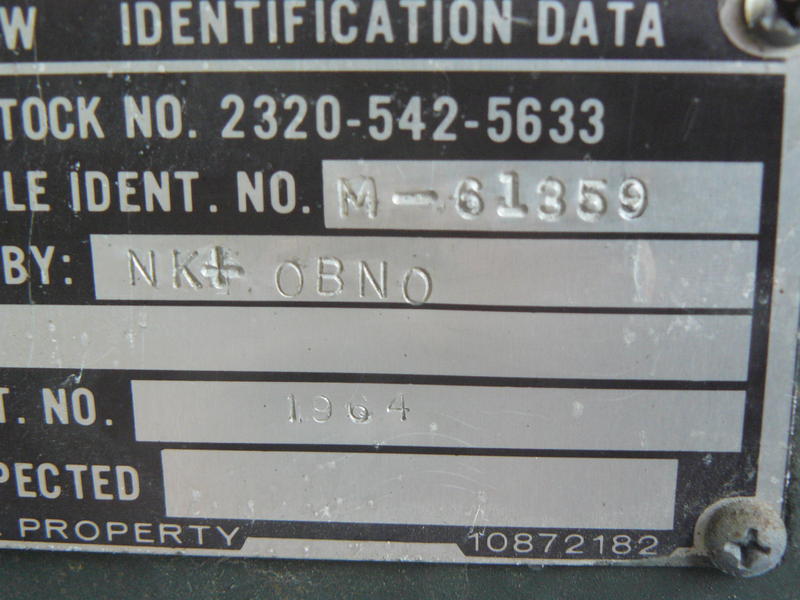 W IDENTIFICATION DATA
TOCK NO. 2320-542-5633
LE IDENT. NO. M-61359
BY: NK+ OBNO
T. NO. 1964
PECTED
PROPERTY 10872182